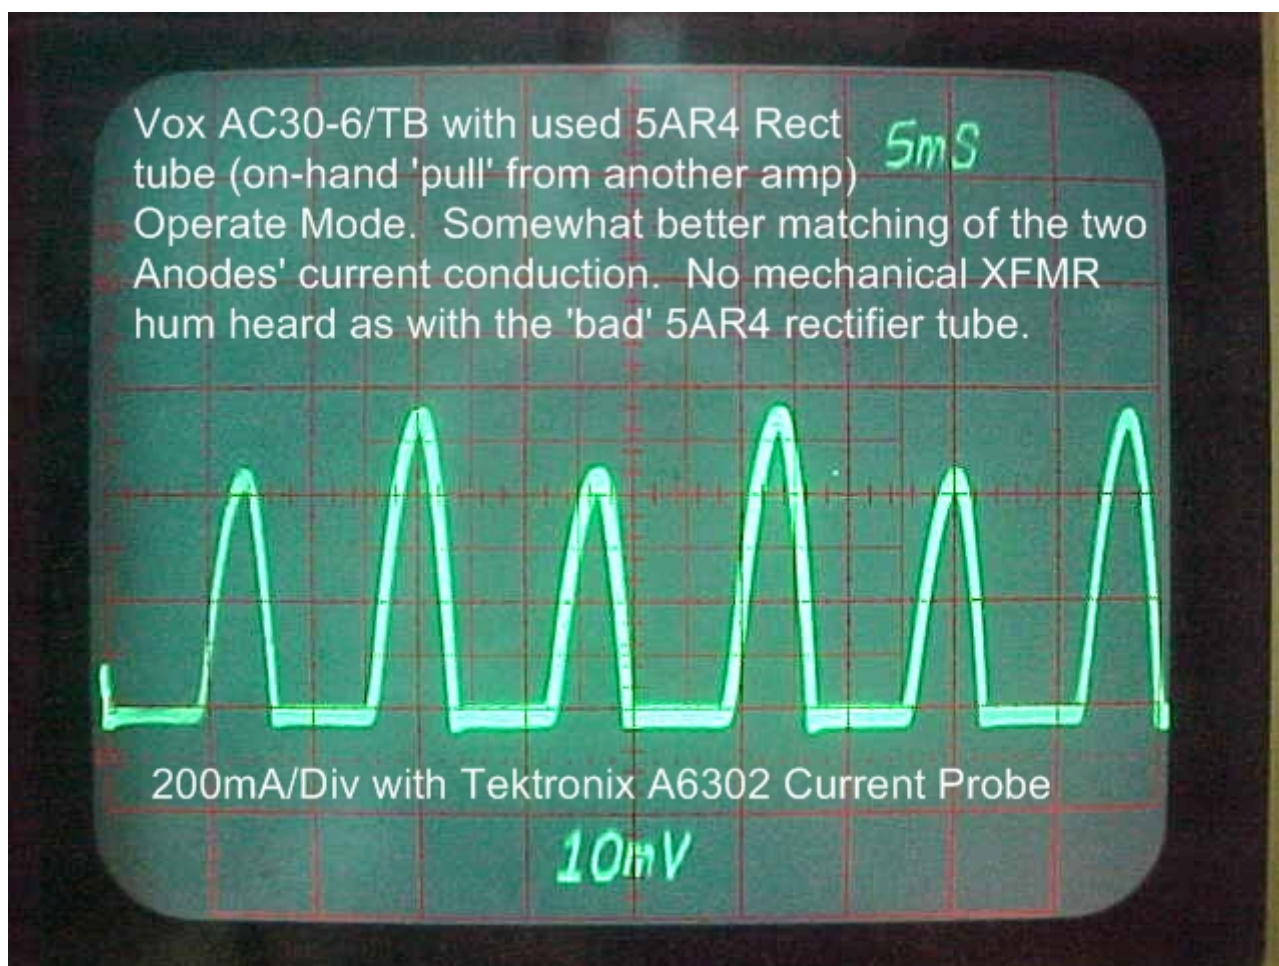 Vox AC30-6/TB with used 5AR4 Rect
5mS
tube (on-hand 'pull' from another amp)
Operate Mode.  Somewhat better matching of the two
Anodes' current conduction.  No mechanical XFMR
hum heard as with the 'bad' 5AR4 rectifier tube.
200mA/Div with Tektronix A6302 Current Probe
10mV